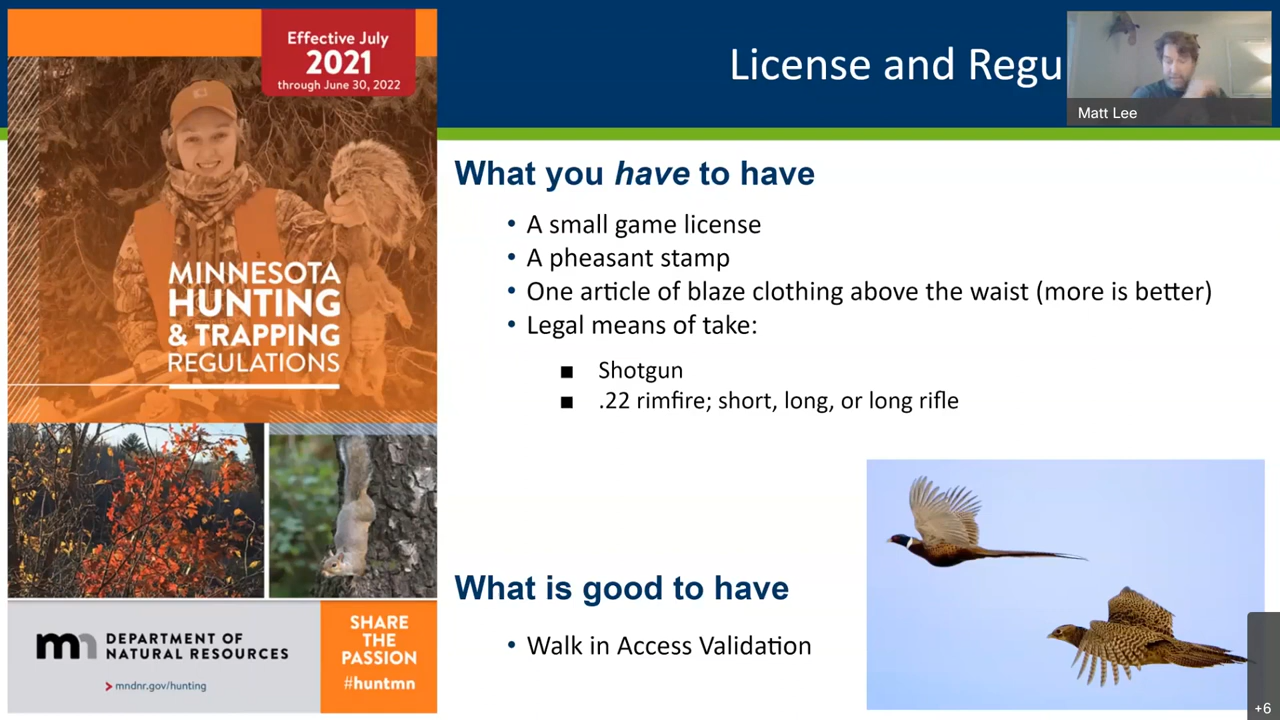 Effective July
2021
through June 30, 2022
MINNESOTA
HUNTING
& TRAPPING
REGULATIONS
DEPARTMENT OF
NATURAL RESOURCES
mndnr.gov/hunting
SHARE
THE
PASSION
#huntmn
License and Regu
Matt Lee
What you have to have
• A small game license
• A pheasant stamp
• One article of blaze clothing above the waist (more is better)
• Legal means of take:
■ Shotgun
■ .22 rimfire; short, long, or long rifle
What is good to have
• Walk in Access Validation
+6